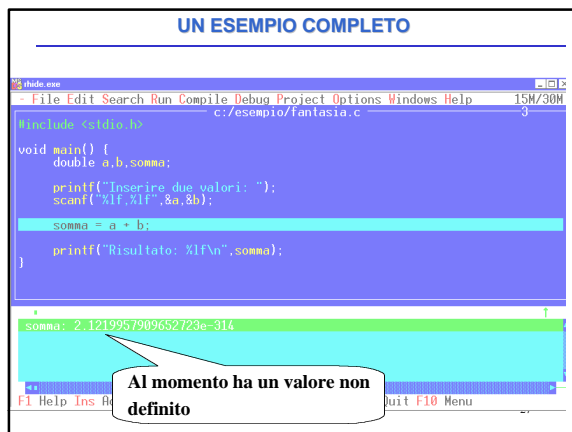 UN ESEMPIO COMPLETO
rhide.exe
- File Edit Search Run Compile Debug Project Options Windows Help 15M/30M
c:/esempio/fantasia.c 3
#include <stdio.h>
void main() {
double a,b,somma;
printf("Inserire due valori: ");
scanf("%lf,%lf",&a,&b);
somma = a + b;
printf("Risultato: %lf\n",somma);
}
somma: 2.1219957909652723e-314
Al momento ha un valore non
definito
F1 Help Ins Quit F10 Menu